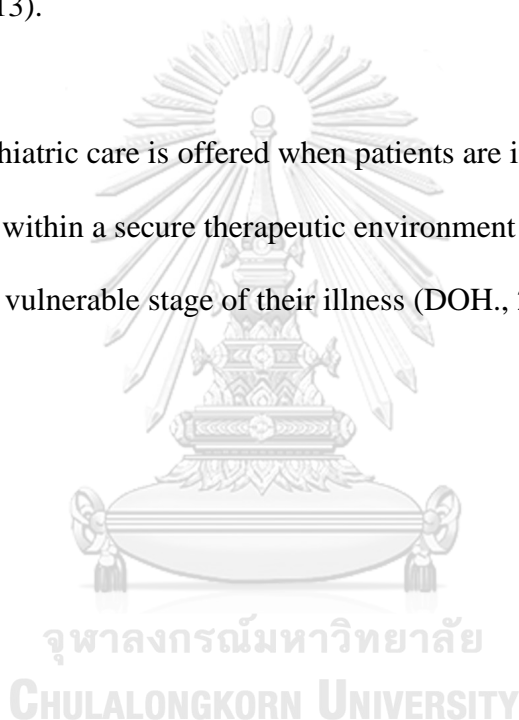 13).
hiatric care is offered when patients are i
within a secure therapeutic environment
vulnerable stage of their illness (DOH.,
จุฬาลงกรณ์มหาวิทยาลัย
CHULALONGKORN UNIVERSITY